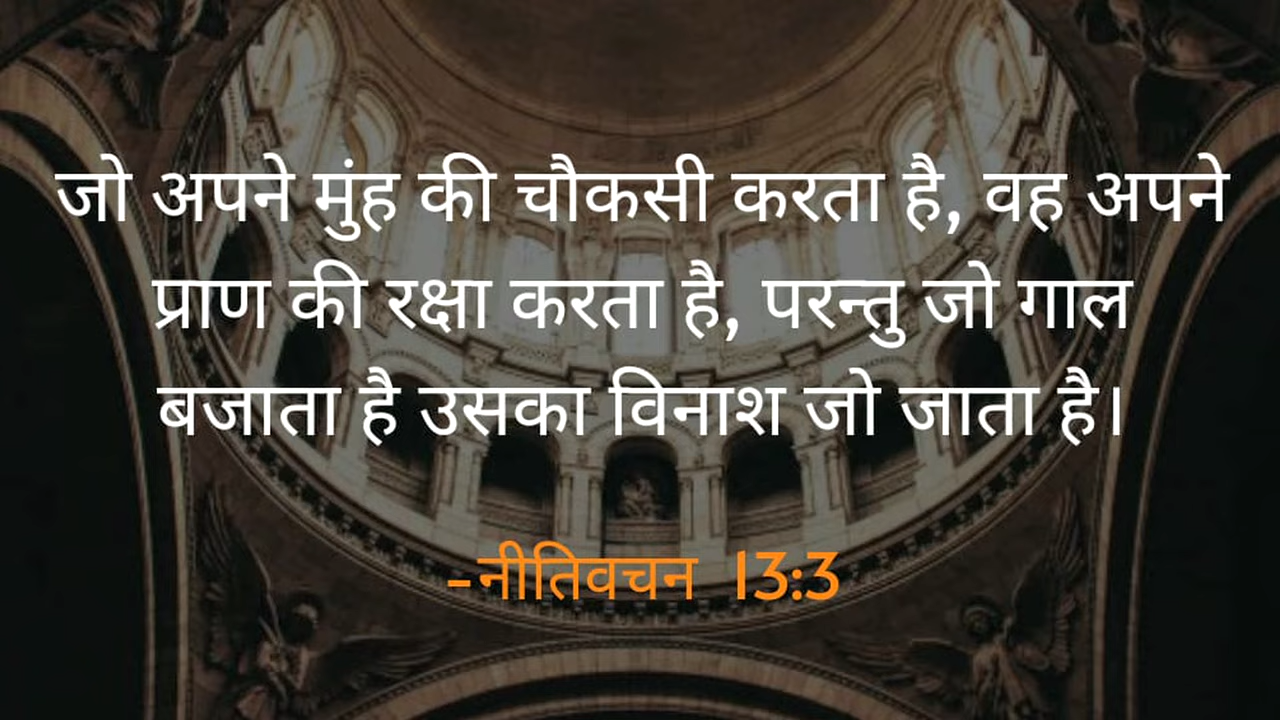 जो अपने मुंह की चौकसी करता है, वह अपने
प्राण की रक्षा करता है, परन्तु जो गाल
बजाता है उसका विनाश जो जाता है।
-नीतिवचन 13:3